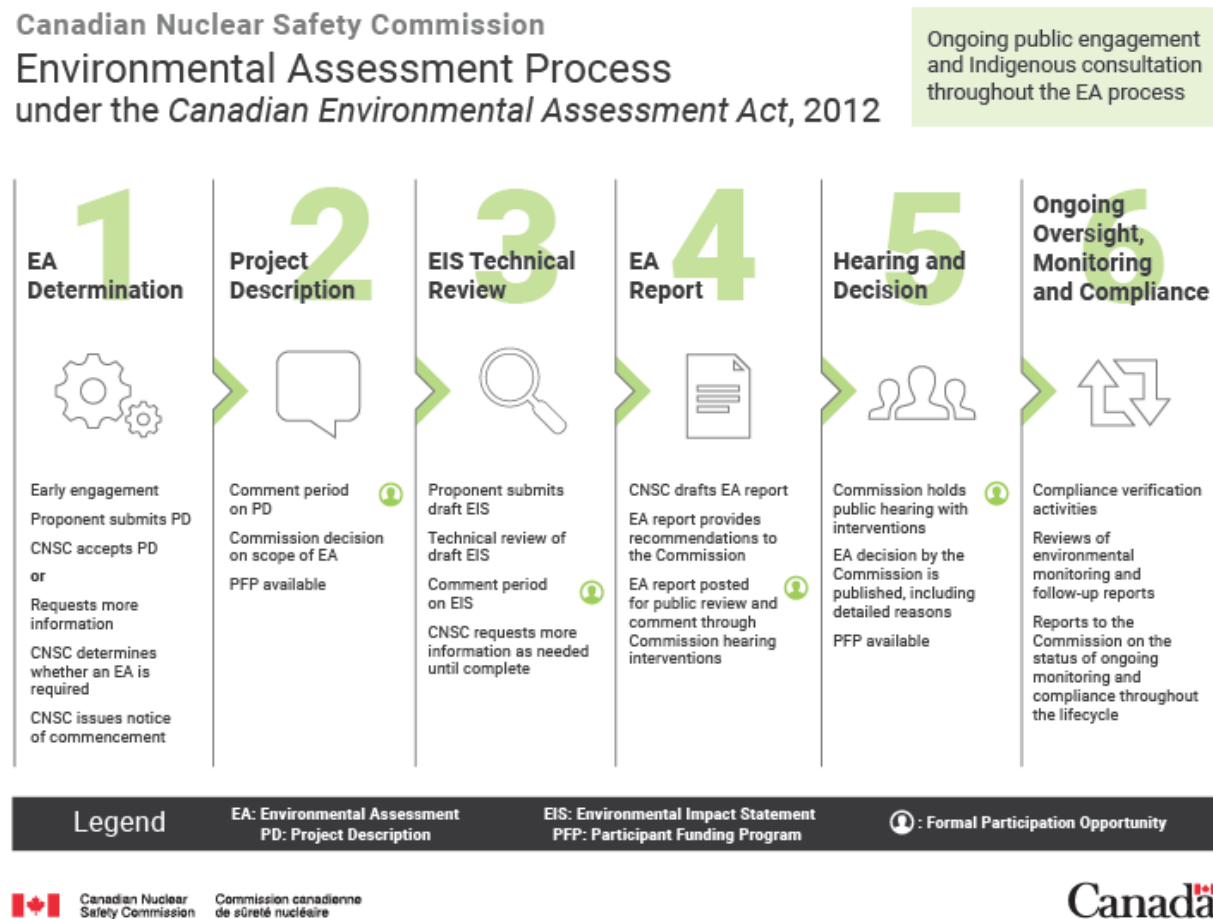 Canadian Nuclear Safety Commission
Environmental Assessment Process
under the Canadian Environmental Assessment Act, 2012
Ongoing public engagement
and Indigenous consultation
throughout the EA process
1
EA
Determination
Early engagement
Proponent submits PD
CNSC accepts PD
or
Requests more
information
CNSC determines
whether an EA is
required
CNSC issues notice
of commencement
2
Project
Description
Comment period
on PD
Commission decision
on scope of EA
PFP available
3
EIS Technical
Review
Proponent submits
draft EIS
Technical review of
draft EIS
Comment period
on EIS
CNSC requests more
information as needed
until complete
4
EA
Report
CNSC drafts EA report
EA report provides
recommendations to
the Commission
EA report posted
for public review and
comment through
Commission hearing
interventions
5
Hearing and
Decision
Commission holds
public hearing with
interventions
EA decision by the
Commission is
published, including
detailed reasons
PFP available
6
Ongoing
Oversight,
Monitoring
and Compliance
Compliance verification
activities
Reviews of
environmental
monitoring and
follow-up reports
Reports to the
Commission on the
status of ongoing
monitoring and
compliance throughout
the lifecycle
Legend
EA: Environmental Assessment
PD: Project Description
EIS: Environmental Impact Statement
PFP: Participant Funding Program
: Formal Participation Opportunity
Canadian Nuclear
Safety Commission
Commission canadienne
de sûreté nucléaire
Canada